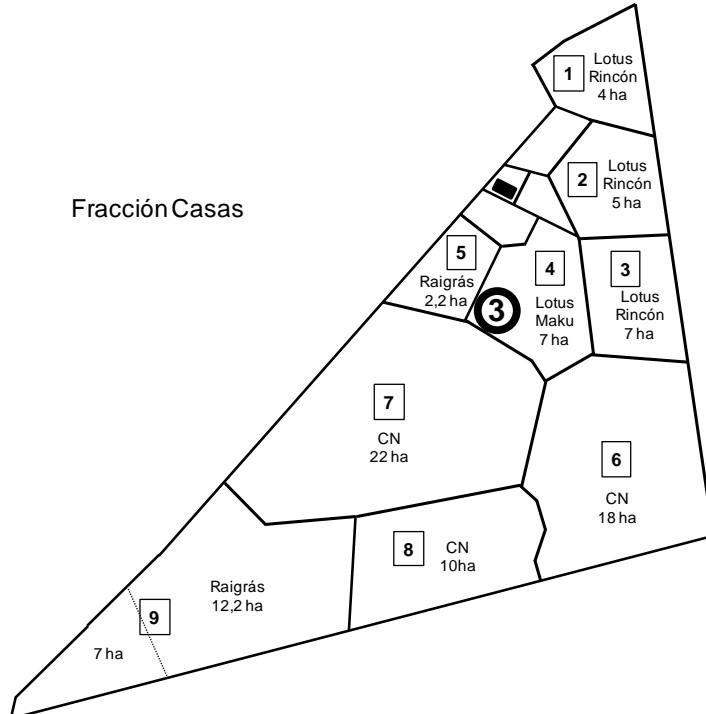 1
Lotus
Rincón
4 ha
2
Lotus
Rincón
5 ha
Fracción Casas
5
Raigrás
2,2 ha
4
Lotus
Maku
7 ha
3
Lotus
Rincón
7 ha
3
7
CN
22 ha
6
CN
18 ha
8
CN
10ha
Raigrás
12,2 ha
9
7 ha